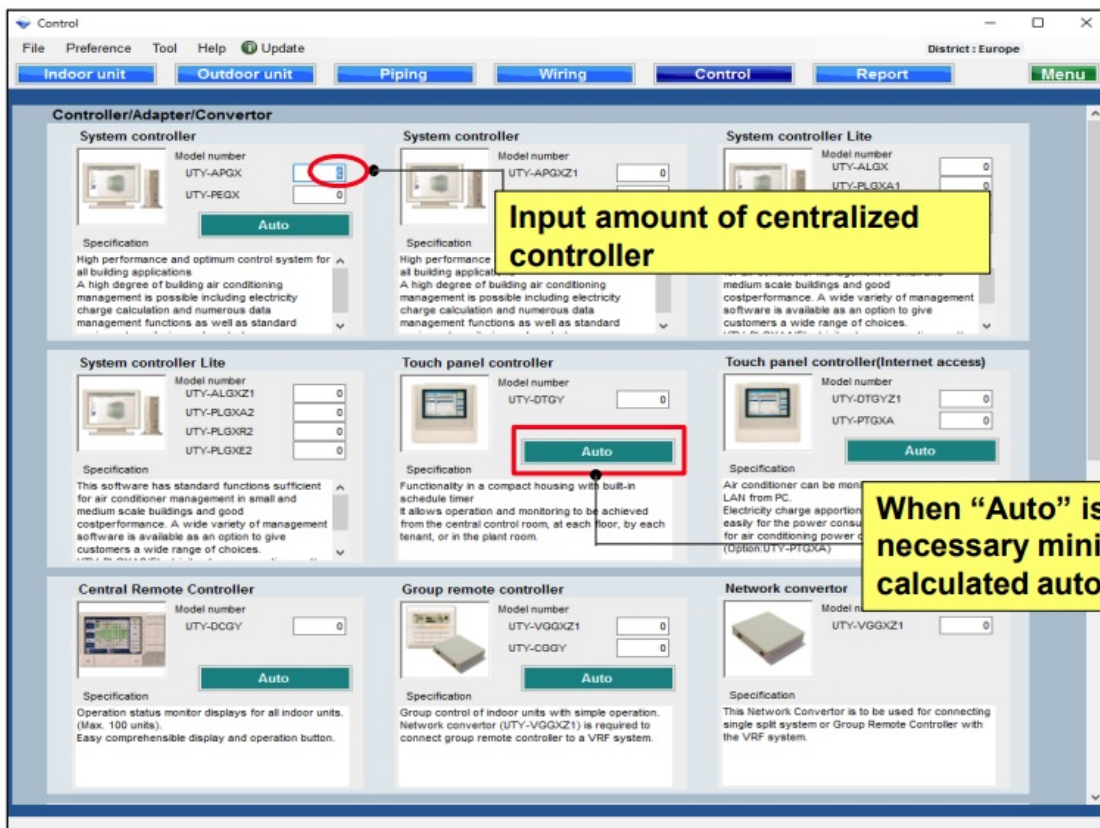 Control
File Preference Tool Help Update District : Europe
Indoor unit Outdoor unit Piping Wiring Control Report Menu
Controller/Adapter/Convertor
System controller
Model number
UTY-APGX
UTY-PEGX 0
Auto
Specification
High performance and optimum control system for
all building applications
A high degree of building air conditioning
management is possible including electricity
charge calculation and numerous data
management functions as well as standard
System controller
Model number
UTY-APGXZ1 0
High performance
all building
A high degree of building air conditioning
management is possible including electricity
charge calculation and numerous data
management functions as well as standard
System controller Lite
Model number
UTY-ALGX 0
UTY-PLGXA1 0
medium scale buildings and good
costperformance. A wide variety of management
software is available as an option to give
customers a wide range of choices.
Input amount of centralized
controller
System controller Lite
Model number
UTY-ALGXZ1 0
UTY-PLGXA2 0
UTY-PLGXR2 0
UTY-PLGXE2 0
Specification
This software has standard functions sufficient
for air conditioner management in small and
medium scale buildings and good
costperformance. A wide variety of management
software is available as an option to give
customers a wide range of choices.
Touch panel controller
Model number
UTY-DTGY 0
Auto
Specification
Functionality in a compact housing with built-in
schedule timer
It allows operation and monitoring to be achieved
from the central control room, at each floor, by each
tenant, or in the plant room.
Touch panel controller(Internet access)
Model number
UTY-DTGYZ1 0
UTY-PTGXA 0
Auto
Specification
Air conditioner can be
LAN from PC.
Electricity charge
easily for the power
for air conditioning power
(Option:UTY-PTGXA)
When “Auto” is
necessary mini
calculated auto
Central Remote Controller
Model number
UTY-DCGY 0
Auto
Specification
Operation status monitor displays for all indoor units.
(Max. 100 units).
Easy comprehensible display and operation button.
Group remote controller
Model number
UTY-VGGXZ1 0
UTY-CGGY 0
Auto
Specification
Group control of indoor units with simple operation.
Network convertor (UTY-VGGXZ1) is required to
connect group remote controller to a VRF system.
Network convertor
Model
UTY-VGGXZ1 0
Specification
This Network Convertor is to be used for connecting
single split system or Group Remote Controller with
the VRF system.